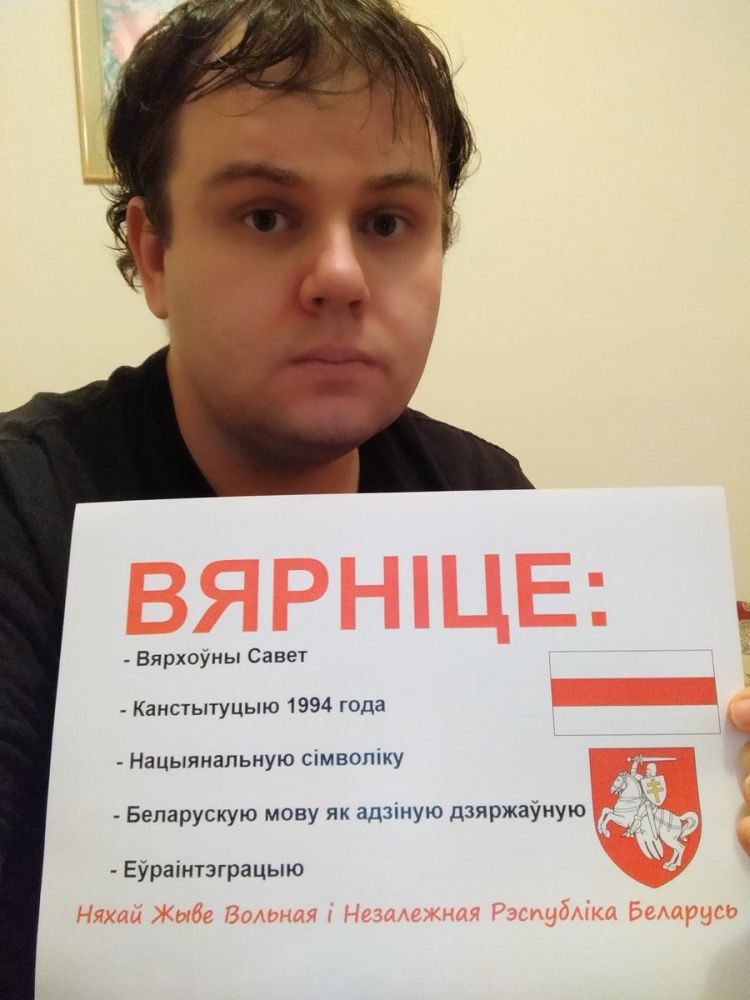 ВЯРНІЦЕ:
- Вярхоўны Савет
- Канстытуцыю 1994 года
- Нацыянальную сімволіку
- Беларускую мову як адзіную дзяржаўную
- Еўраінтэграцыю
Няхай Жыве Вольная і Незалежная Рэспубліка Беларусь